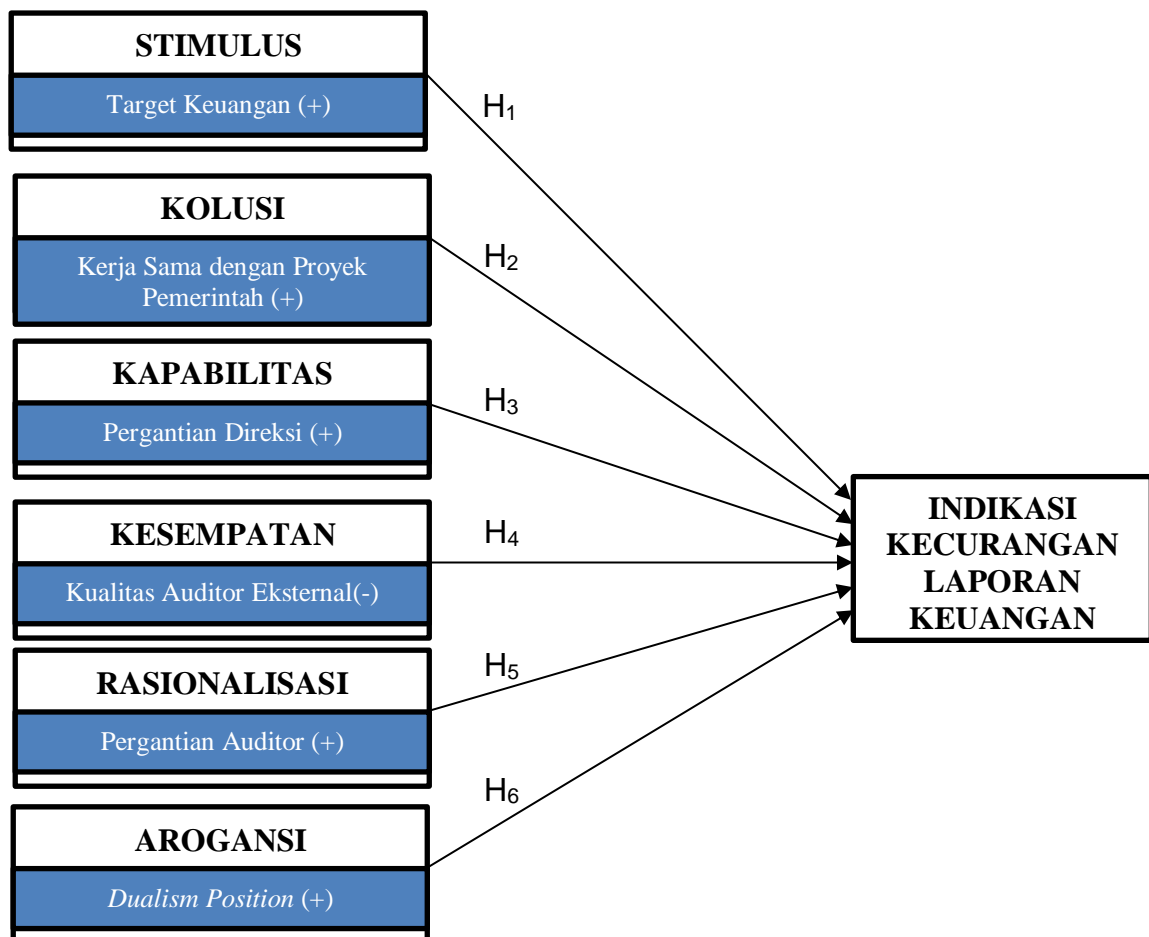 STIMULUS
Target Keuangan (+)
H₁
KOLUSI
Kerja Sama dengan Proyek
Pemerintah (+)
H₂
KAPABILITAS
Pergantian Direksi (+)
H₃
KESEMPATAN
Kualitas Auditor Eksternal(-)
H₄
RASIONALISASI
Pergantian Auditor (+)
H₅
AROGANSI
Dualism Position (+)
H₆
INDIKASI
KECURANGAN
LAPORAN
KEUANGAN